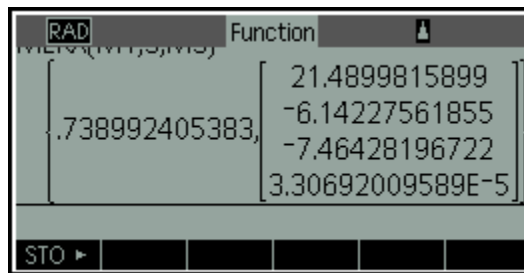 RAD Function
21.4899815899
.738992405383, -6.14227561855
-7.46428196722
3.30692009589E-5
STO ►